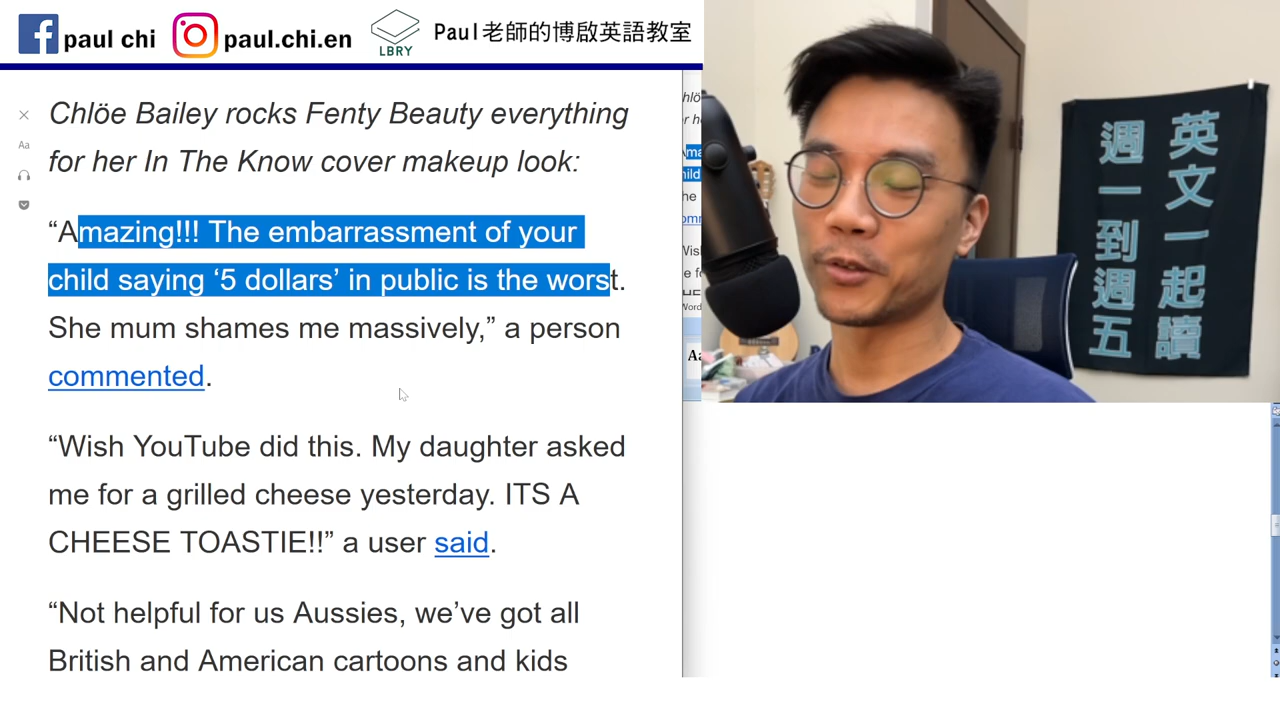 paul chi
paul.chi.en
LBRY
Paul老師的博啟英語教室
Chlöe Bailey rocks Fenty Beauty everything
for her In The Know cover makeup look:
Aa
“Amazing!!! The embarrassment of your
child saying ‘5 dollars’ in public is the worst.
She mum shames me massively,” a person
commented.
“Wish YouTube did this. My daughter asked
me for a grilled cheese yesterday. ITS A
CHEESE TOASTIE!!” a user said.
“Not helpful for us Aussies, we’ve got all
British and American cartoons and kids
英文一起讀
週一到週五